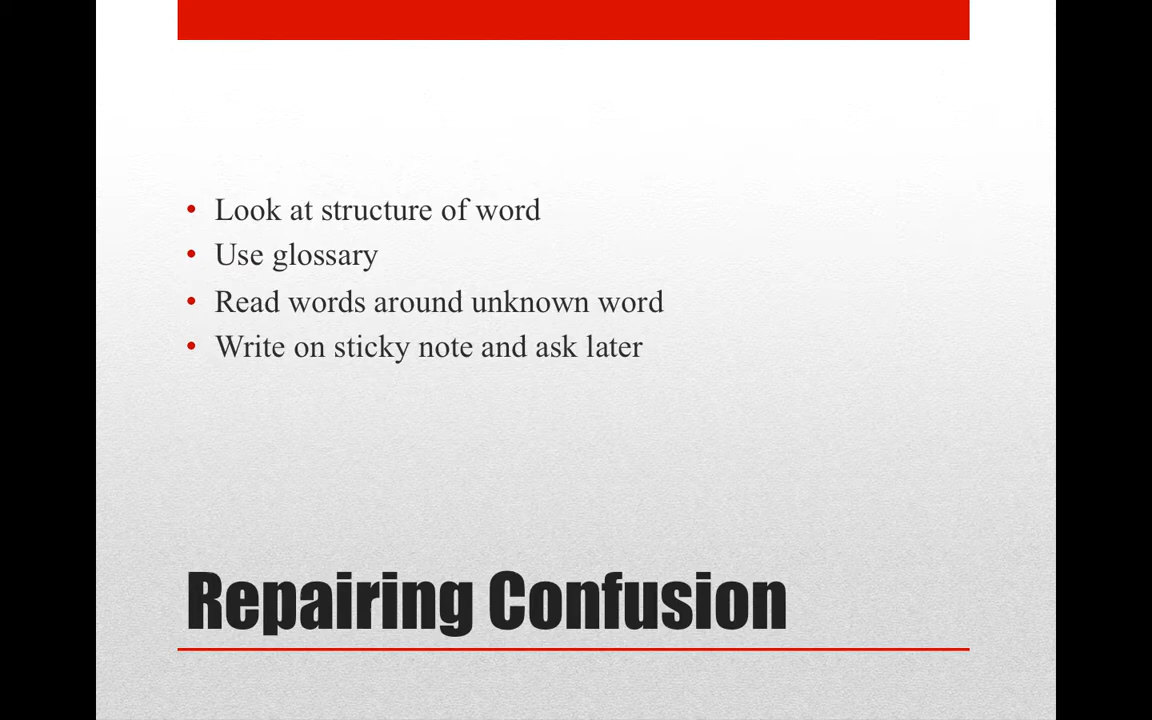 • Look at structure of word
• Use glossary
• Read words around unknown word
• Write on sticky note and ask later
Repairing Confusion